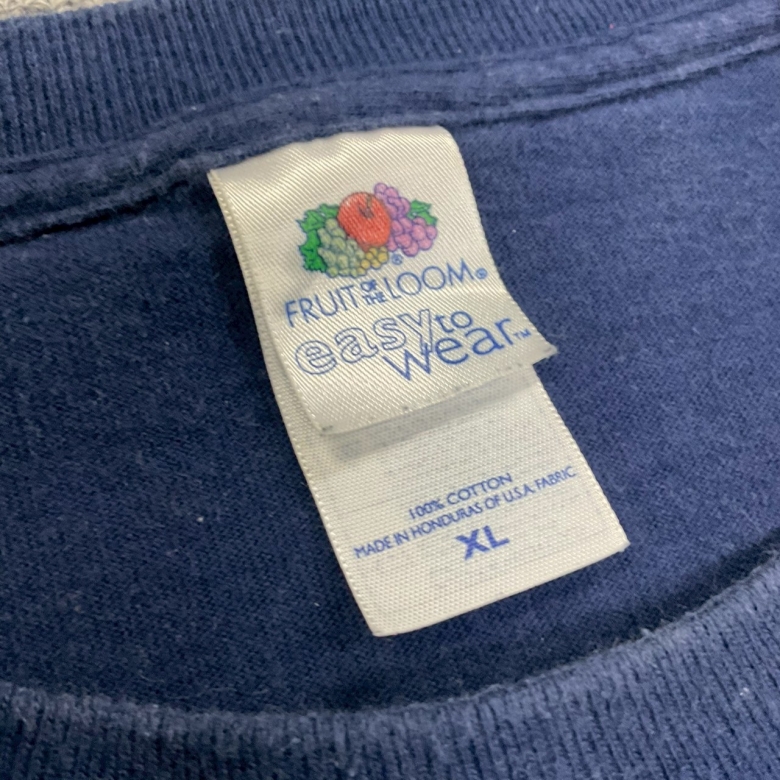 ®
FRUIT OF THE LOOM®
easy to
wear™
100% COTTON
MADE IN HONDURAS OF U.S.A. FABRIC
XL